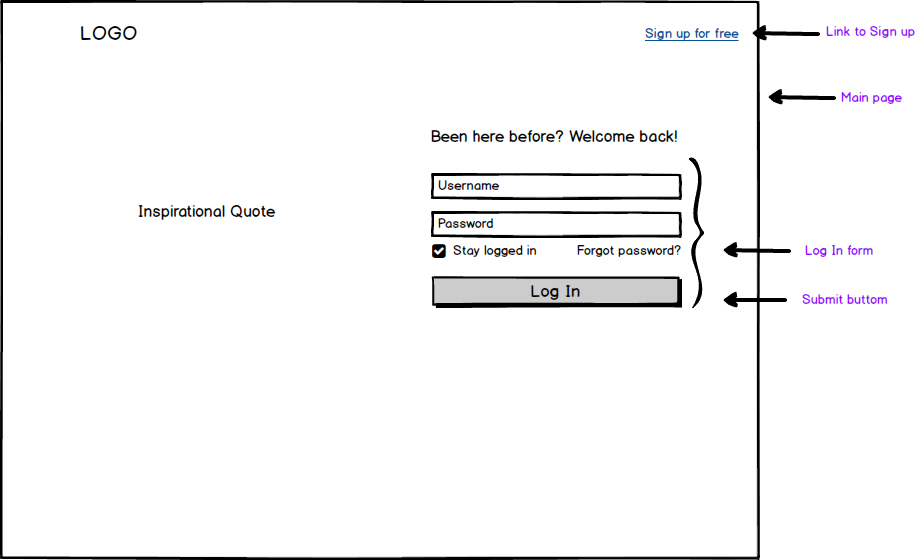 LOGO
Sign up for free
Link to Sign up
Main page
Been here before? Welcome back!
Username
Inspirational Quote
Password
Stay logged in
Forgot password?
Log In form
Log In
Submit buttom